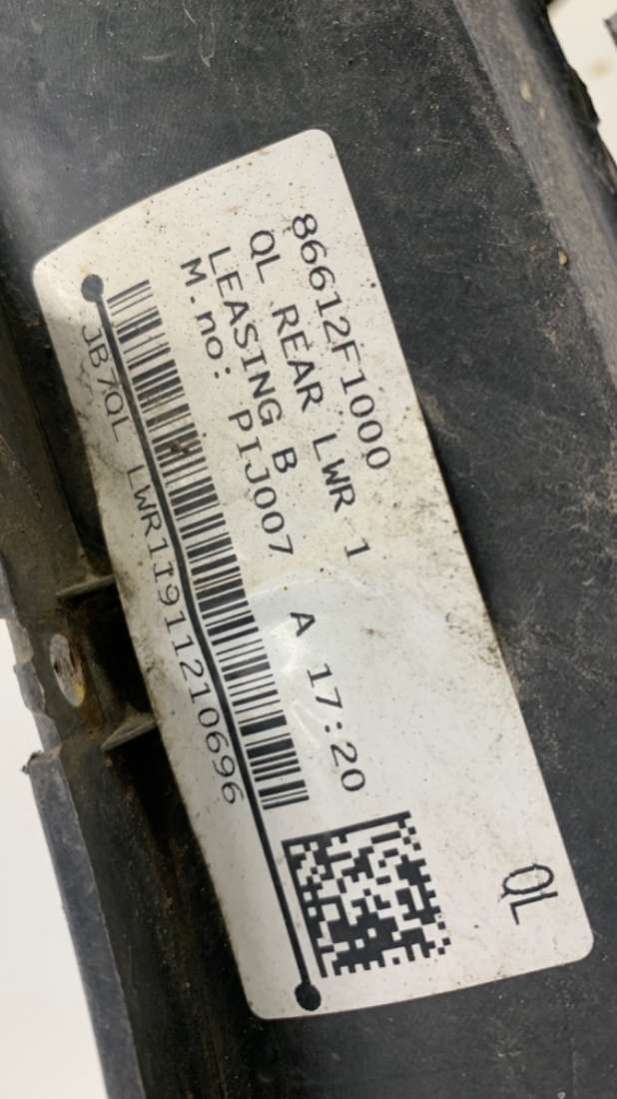 86612F1000
QL REAR LWR 1
LEASING B
M.no: PIJ007 A 17:20
JB7QL LWR1I911210696
QL